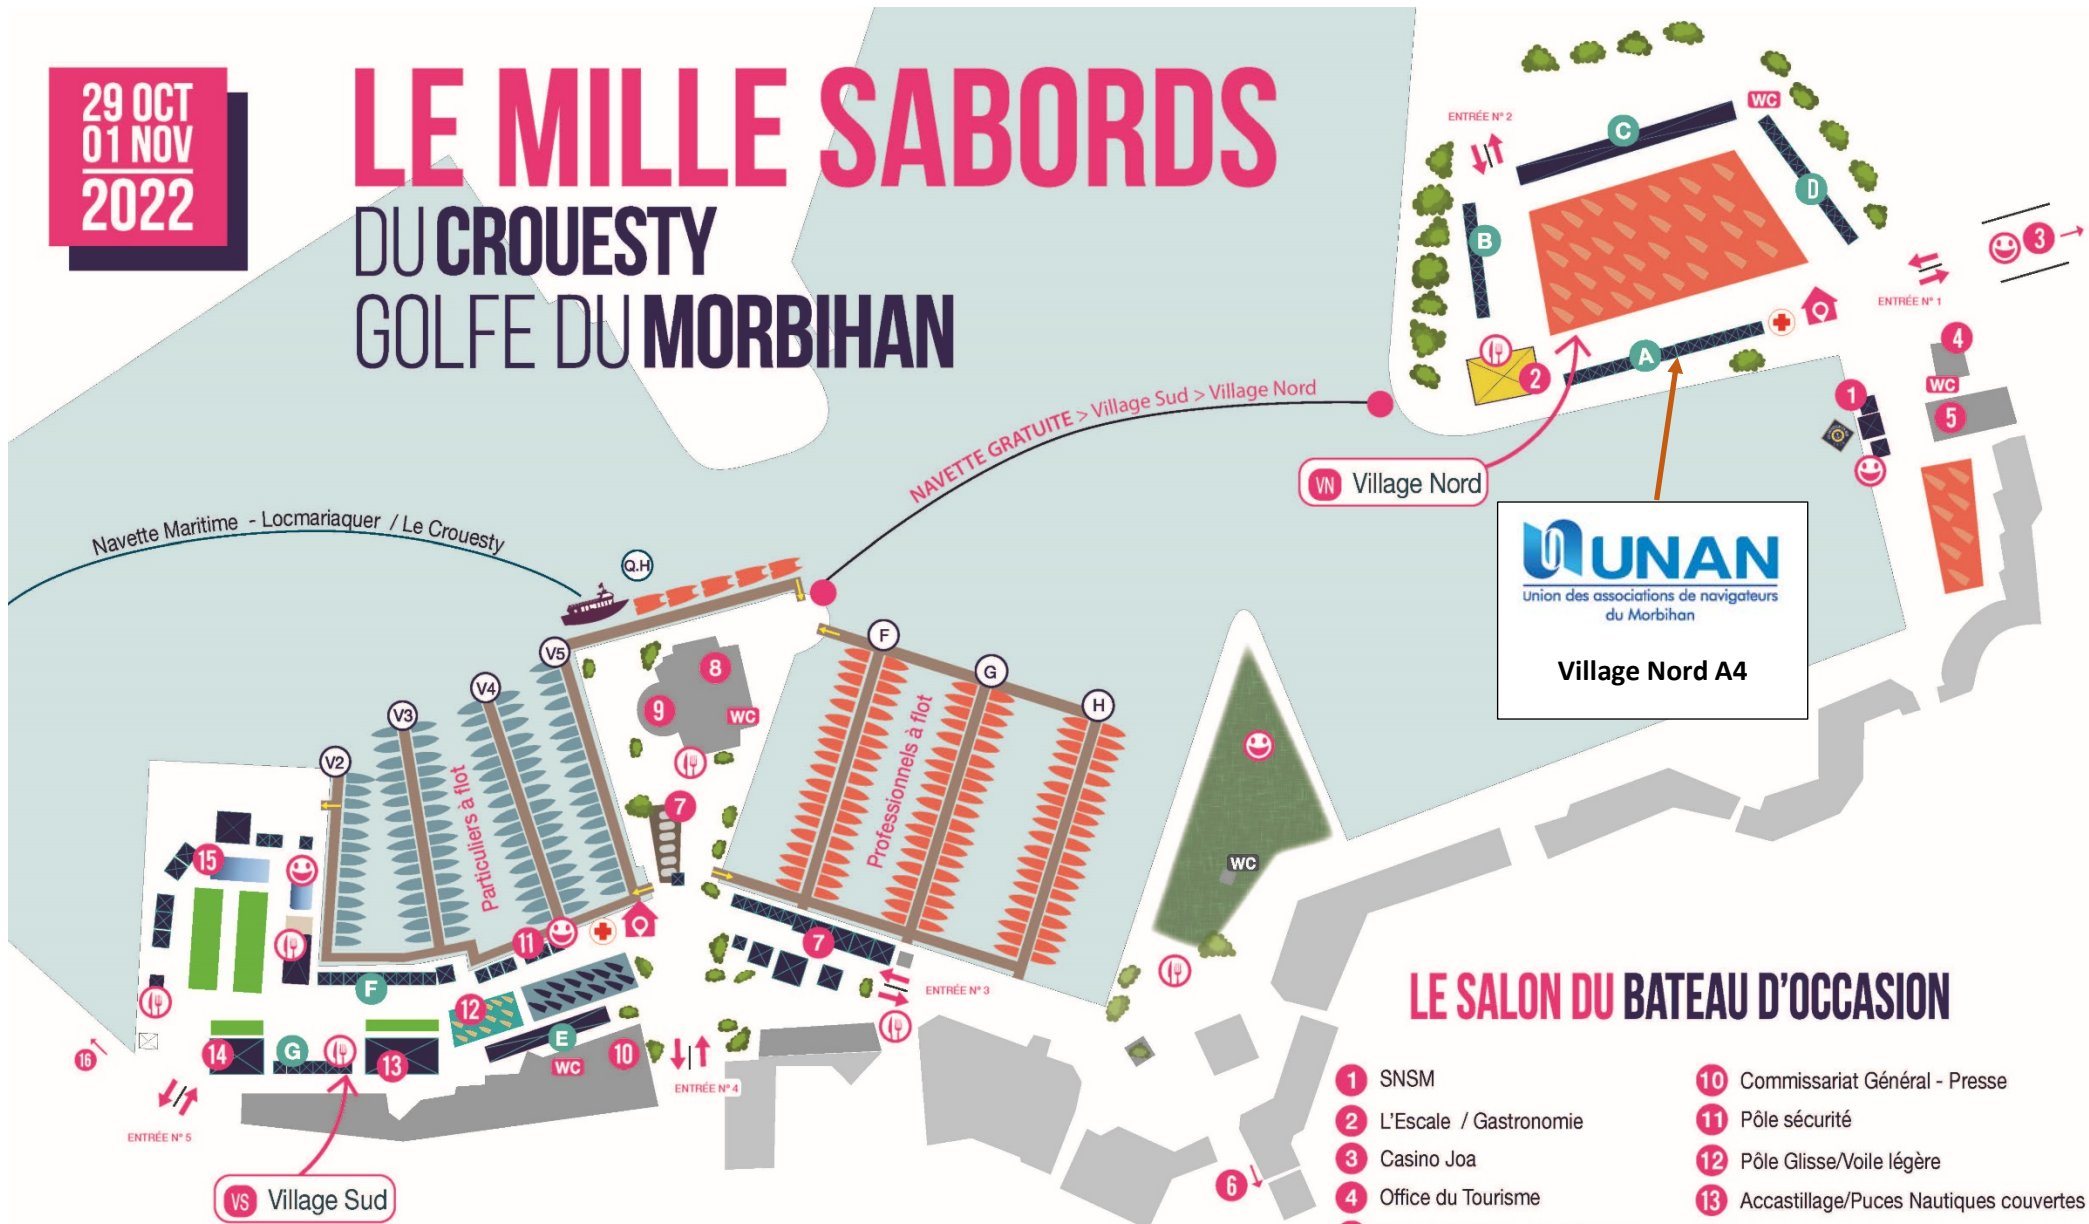 29 OCT
01 NOV
2022
LE MILLE SABORDS
DU CROUESTY
GOLFE DU MORBIHAN
ENTRÉE N° 2
WC
C
D
B
A
3
ENTRÉE N° 1
2
4
WC
1
5
NAVETTE GRATUITE > Village Sud > Village Nord
VN Village Nord
UNAN
Union des associations de navigateurs
du Morbihan
Village Nord A4
Navette Maritime - Locmariaquer / Le Crouesty
Q.H
V5
V4
V3
V2
F
G
H
8
9
WC
7
Particuliers à flot
Professionnels à flot
WC
15
11
7
F
12
ENTRÉE N° 3
E
WC
10
ENTRÉE N° 4
16
14
G
13
ENTRÉE N° 5
VS Village Sud
6
LE SALON DU BATEAU D'OCCASION
1 SNSM
2 L'Escale / Gastronomie
3 Casino Joa
4 Office du Tourisme
10 Commissariat Général - Presse
11 Pôle sécurité
12 Pôle Glisse/Voile légère
13 Accastillage/Puces Nautiques couvertes